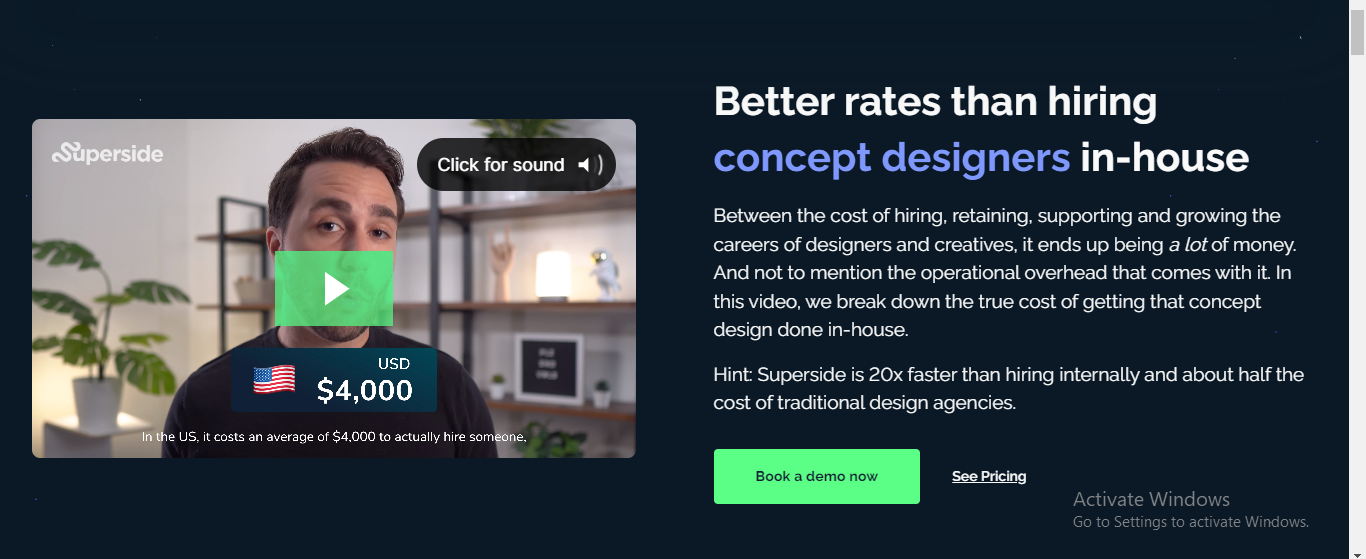 Superside
Click for sound
USD
$4,000
In the US, it costs an average of $4,000 to actually hire someone,
Better rates than hiring
concept designers in-house
Between the cost of hiring, retaining, supporting and growing the
careers of designers and creatives, it ends up being a lot of money.
And not to mention the operational overhead that comes with it. In
this video, we break down the true cost of getting that concept
design done in-house.
Hint: Superside is 20x faster than hiring internally and about half the
cost of traditional design agencies.
Book a demo now
See Pricing
Activate Windows
Go to Settings to activate Windows.